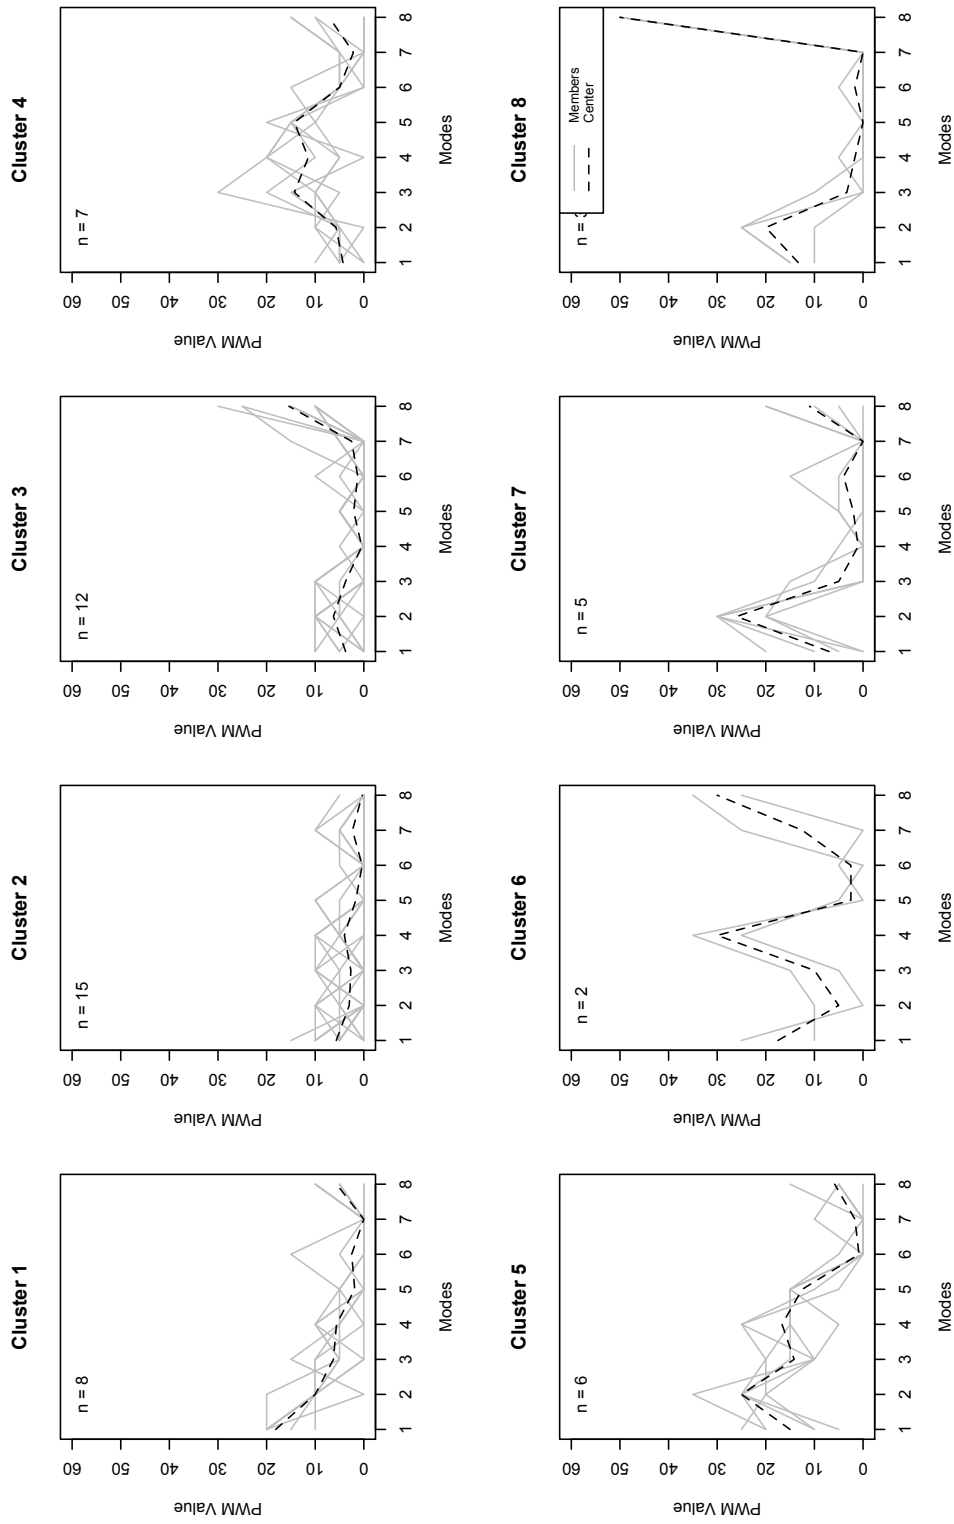 Cluster 1
n = 8
PWM Value
60
50
40
30
20
10
0
1 2 3 4 5 6 7 8
Modes
Cluster 2
n = 15
PWM Value
60
50
40
30
20
10
0
1 2 3 4 5 6 7 8
Modes
Cluster 3
n = 12
PWM Value
60
50
40
30
20
10
0
1 2 3 4 5 6 7 8
Modes
Cluster 4
n = 7
PWM Value
60
50
40
30
20
10
0
1 2 3 4 5 6 7 8
Modes
Cluster 5
n = 6
PWM Value
60
50
40
30
20
10
0
1 2 3 4 5 6 7 8
Modes
Cluster 6
n = 2
PWM Value
60
50
40
30
20
10
0
1 2 3 4 5 6 7 8
Modes
Cluster 7
n = 5
PWM Value
60
50
40
30
20
10
0
1 2 3 4 5 6 7 8
Modes
Cluster 8
n =
Members
Center
PWM Value
60
50
40
30
20
10
0
1 2 3 4 5 6 7 8
Modes